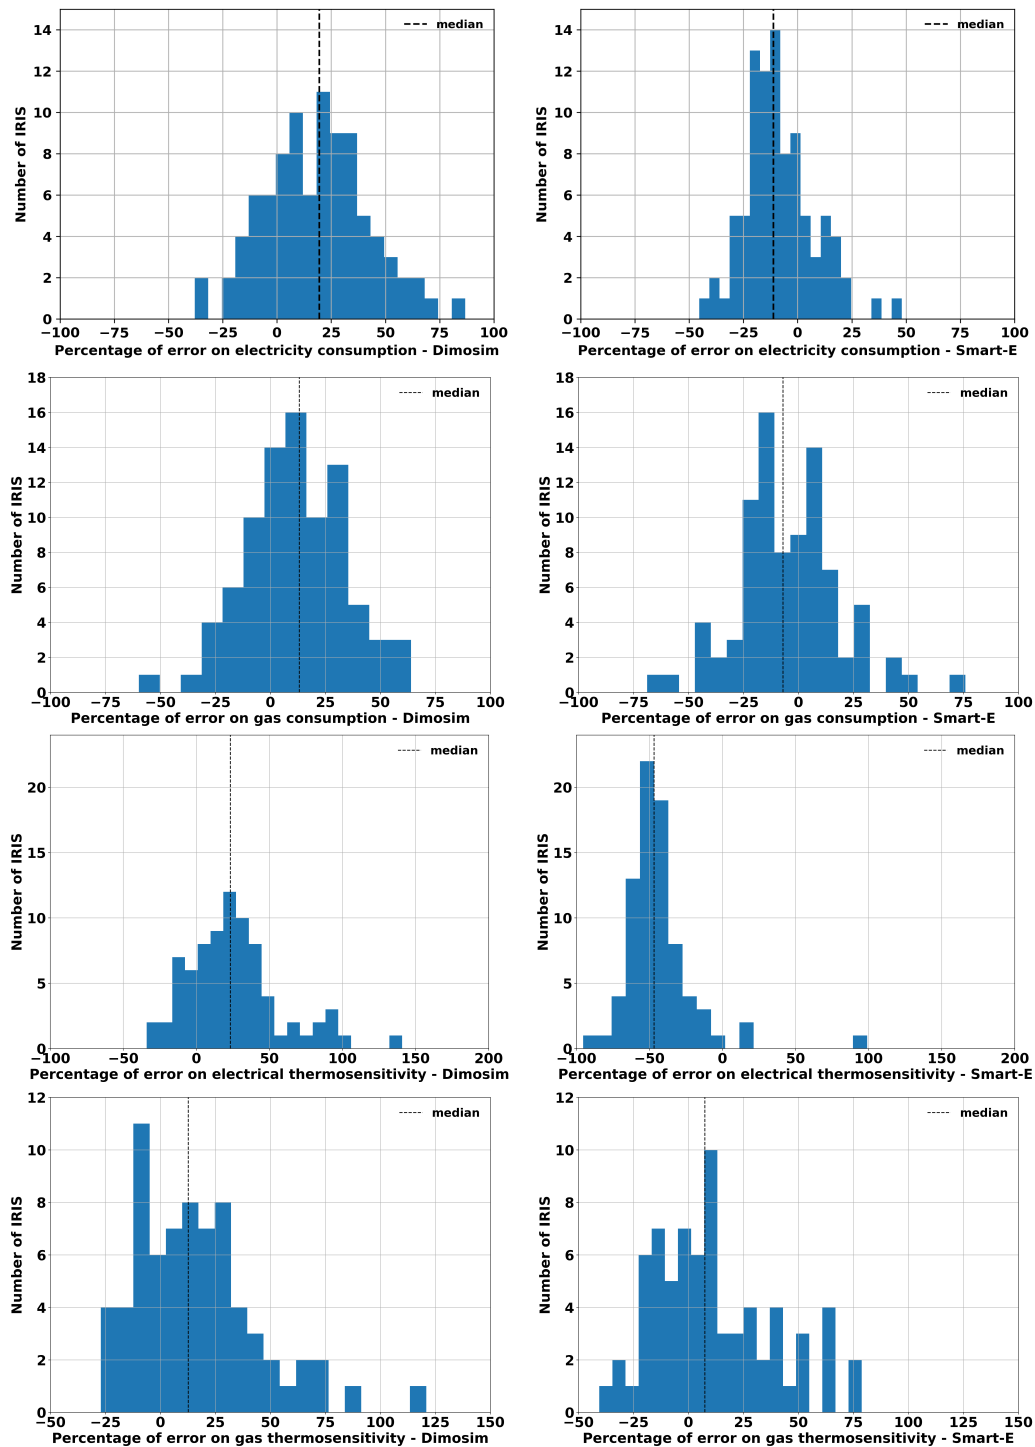 median
median
Number of IRIS
14
12
10
8
6
4
2
0
−100 −75 −50 −25 0 25 50 75 100
Percentage of error on electricity consumption - Dimosim
Number of IRIS
14
12
10
8
6
4
2
0
−100 −75 −50 −25 0 25 50 75 100
Percentage of error on electricity consumption - Smart-E
median
median
Number of IRIS
18
16
14
12
10
8
6
4
2
0
−100 −75 −50 −25 0 25 50 75 100
Percentage of error on gas consumption - Dimosim
Number of IRIS
18
16
14
12
10
8
6
4
2
0
−100 −75 −50 −25 0 25 50 75 100
Percentage of error on gas consumption - Smart-E
median
median
Number of IRIS
20
15
10
5
0
−100 −50 0 50 100 150 200
Percentage of error on electrical thermosensitivity - Dimosim
Number of IRIS
20
15
10
5
0
−100 −50 0 50 100 150 200
Percentage of error on electrical thermosensitivity - Smart-E
median
median
Number of IRIS
12
10
8
6
4
2
0
−50 −25 0 25 50 75 100 125 150
Percentage of error on gas thermosensitivity - Dimosim
Number of IRIS
12
10
8
6
4
2
0
−50 −25 0 25 50 75 100 125 150
Percentage of error on gas thermosensitivity - Smart-E